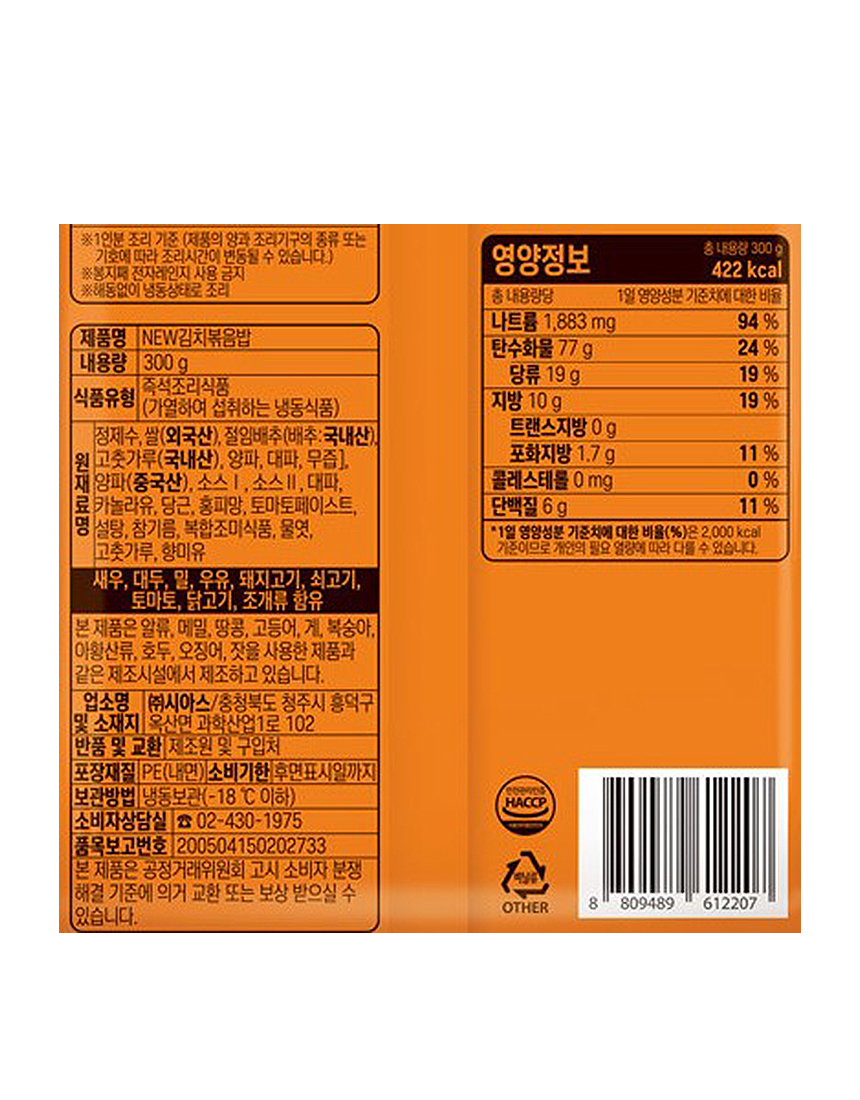 ※1인분 조리 기준 (제품의 양과 조리기구의 종류 또는
기호에 따라 조리시간이 변동될 수 있습니다.)
※봉지째 전자레인지 사용 금지
※해동없이 냉동상태로 조리
제품명 NEW김치볶음밥
내용량 300 g
식품유형 즉석조리식품
(가열하여 섭취하는 냉동식품)
원재료명
정제수, 쌀(외국산), 절임배추(배추:국내산),
고춧가루(국내산), 양파, 대파, 무즙],
양파(중국산), 소스Ⅰ, 소스Ⅱ, 대파,
카놀라유, 당근, 홍피망, 토마토페이스트,
설탕, 참기름, 복합조미식품, 물엿,
고춧가루, 향미유
새우, 대두, 밀, 우유, 돼지고기, 쇠고기,
토마토, 닭고기, 조개류 함유
본 제품은 알류, 메밀, 땅콩, 고등어, 게, 복숭아,
아황산류, 호두, 오징어, 잣을 사용한 제품과
같은 제조시설에서 제조하고 있습니다.
업소명 ㈜시아스/충청북도 청주시 흥덕구
및 소재지 옥산면 과학산업1로 102
반품 및 교환 제조원 및 구입처
포장재질 PE(내면) 소비기한 후면표시일까지
보관방법 냉동보관(-18 ℃ 이하)
소비자상담실 ☎ 02-430-1975
품목보고번호 200504150202733
본 제품은 공정거래위원회 고시 소비자 분쟁
해결 기준에 의거 교환 또는 보상 받으실 수
있습니다.
영양정보 총 내용량 300 g
422 kcal
총 내용량당 1일 영양성분 기준치에 대한 비율
나트륨 1,883 mg 94 %
탄수화물 77 g 24 %
당류 19 g 19 %
지방 10 g 19 %
트랜스지방 0 g
포화지방 1.7 g 11 %
콜레스테롤 0 mg 0 %
단백질 6 g 11 %
*1일 영양성분 기준치에 대한 비율(%)은 2,000 kcal
기준이므로 개인의 필요 열량에 따라 다를 수 있습니다.
안전관리인증
HACCP
비닐류
OTHER
8 809489 612207